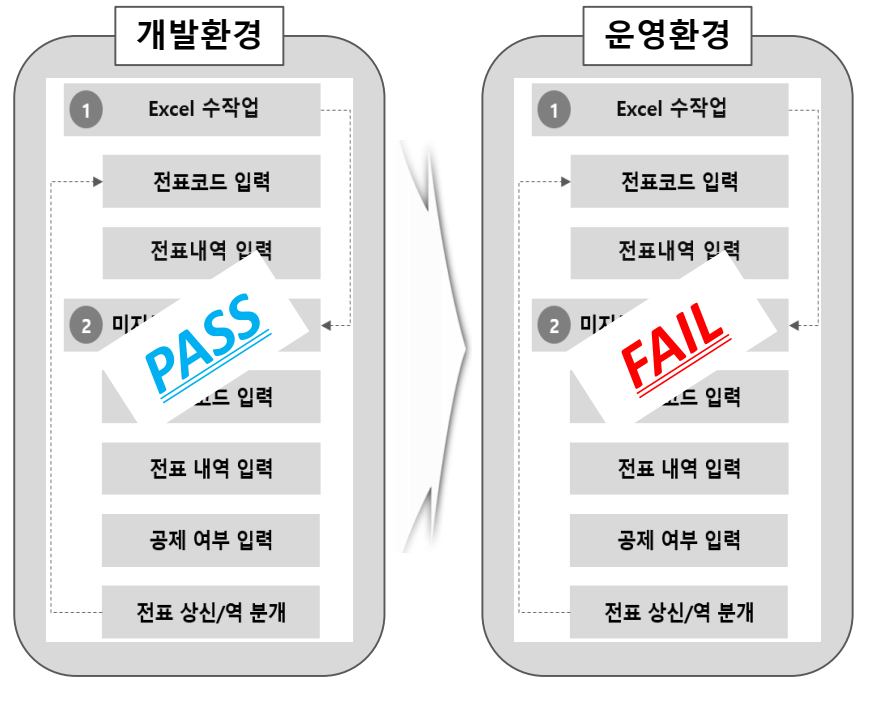 개발환경
1 Excel 수작업
전표코드 입력
전표내역 입력
2
PASS
입력
전표 내역 입력
공제 여부 입력
전표 상신/역 분개
운영환경
1 Excel 수작업
전표코드 입력
전표내역 입력
2
FAIL
입력
전표 내역 입력
공제 여부 입력
전표 상신/역 분개